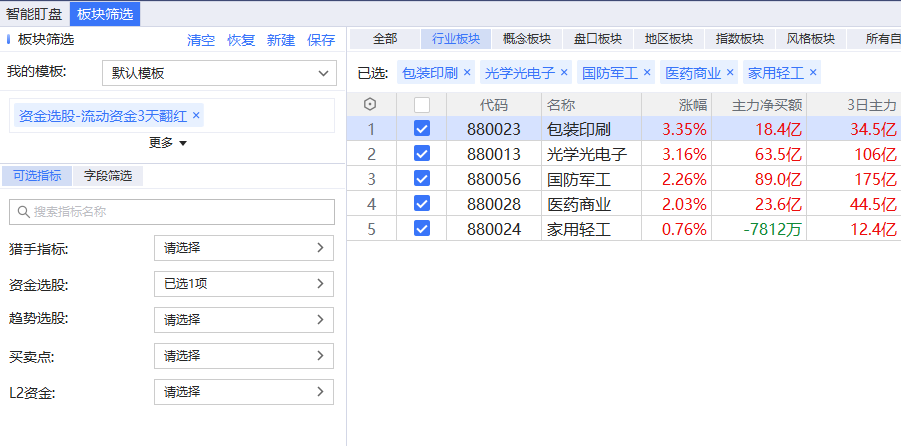 智能盯盘 板块筛选
板块筛选 清空 恢复 新建 保存
我的模板: 默认模板
资金选股-流动资金3天翻红 ×
更多
可选指标 字段筛选
搜索指标名称
猎手指标: 请选择
资金选股: 已选1项
趋势选股: 请选择
买卖点: 请选择
L2资金: 请选择
全部 行业板块 概念板块 盘口板块 地区板块 指数板块 风格板块 所有自
已选: 包装印刷 × 光学光电子 × 国防军工 × 医药商业 × 家用轻工 ×
代码 名称 涨幅 主力净买额 3日主力
1 880023 包装印刷 3.35% 18.4亿 34.5亿
2 880013 光学光电子 3.16% 63.5亿 106亿
3 880056 国防军工 2.26% 89.0亿 175亿
4 880028 医药商业 2.03% 23.6亿 44.5亿
5 880024 家用轻工 0.76% -7812万 12.4亿